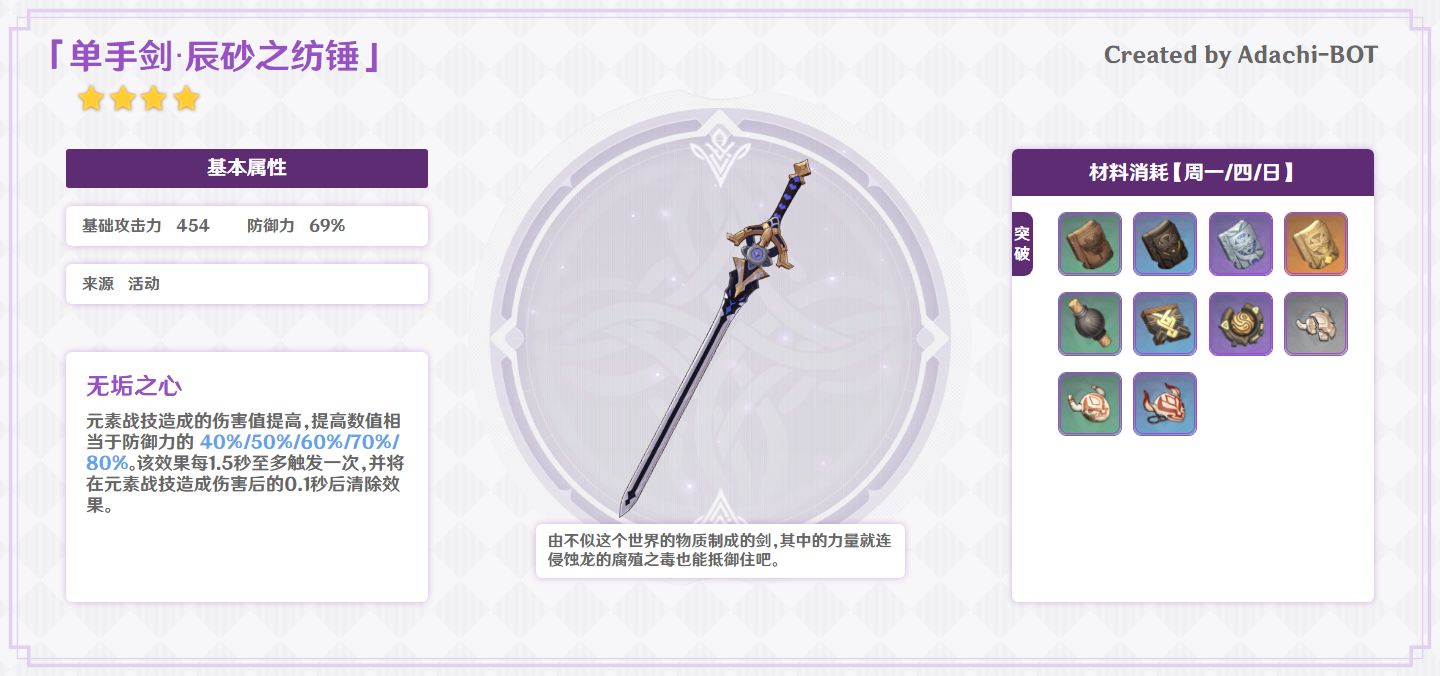 「单手剑·辰砂之纺锤」
Created by Adachi-BOT
基本属性
基础攻击力 454 防御力 69%
来源 活动
无垢之心
元素战技造成的伤害值提高,提高数值相
当于防御力的 40%/50%/60%/70%/
80%。该效果每1.5秒至多触发一次,并将
在元素战技造成伤害后的0.1秒后清除效
果。
由不似这个世界的物质制成的剑,其中的力量就连
侵蚀龙的腐殖之毒也能抵御住吧。
材料消耗【周一/四/日】
突
破